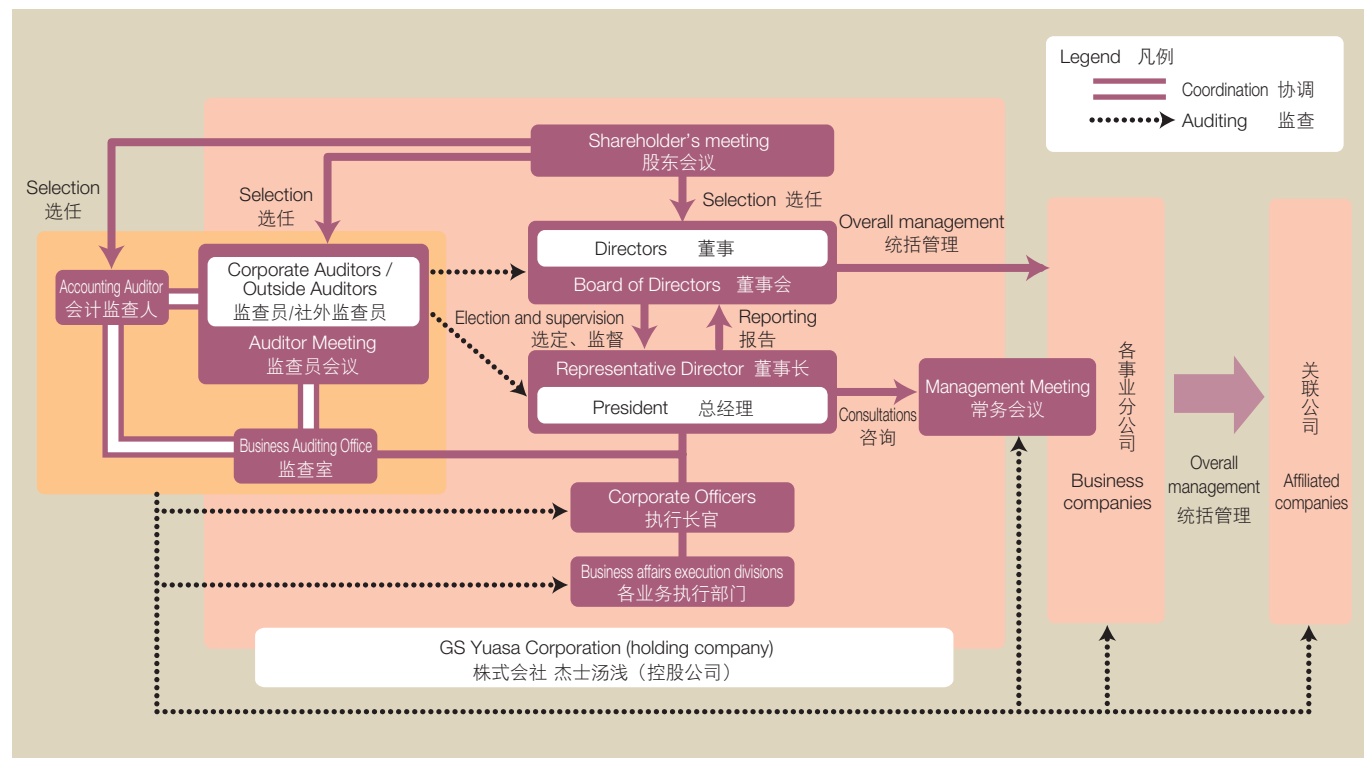 Legend 凡例
Coordination 协调
Auditing 监查
Shareholder's meeting
股东会议
Selection
选任
Selection
选任
Selection 选任
Directors 董事
Board of Directors 董事会
Overall management
统括管理
Accounting Auditor
会计监查人
Corporate Auditors /
Outside Auditors
监查员/社外监查员
Auditor Meeting
监查员会议
Election and supervision
选定、监督
Reporting
报告
Representative Director 董事长
President 总经理
Consultations
咨询
Management Meeting
常务会议
各事业分公司
Business
companies
Overall
management
统括管理
关联公司
Affiliated
companies
Business Auditing Office
监查室
Corporate Officers
执行长官
Business affairs execution divisions
各业务执行部门
GS Yuasa Corporation (holding company)
株式会社 杰士汤浅（控股公司）